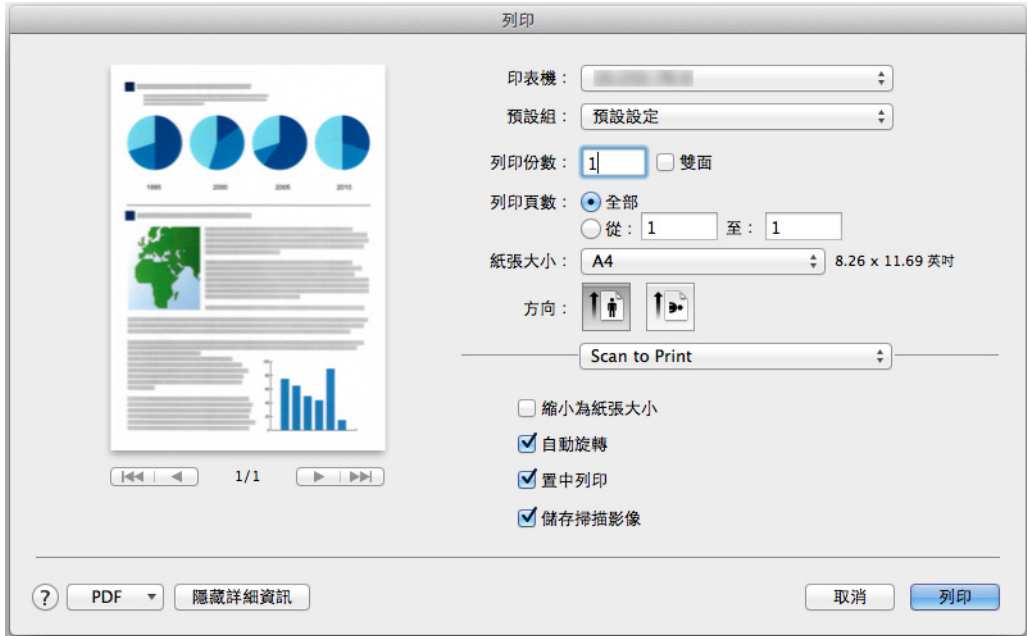 列印
印表機：
預設組： 預設設定
列印份數： 1 雙面
列印頁數： 全部
從： 1 至： 1
紙張大小： A4 8.26 x 11.69 英吋
方向：
Scan to Print
縮小為紙張大小
自動旋轉
置中列印
儲存掃描影像
1995 2000 2005 2010
1/1
? PDF 隱藏詳細資訊 取消 列印